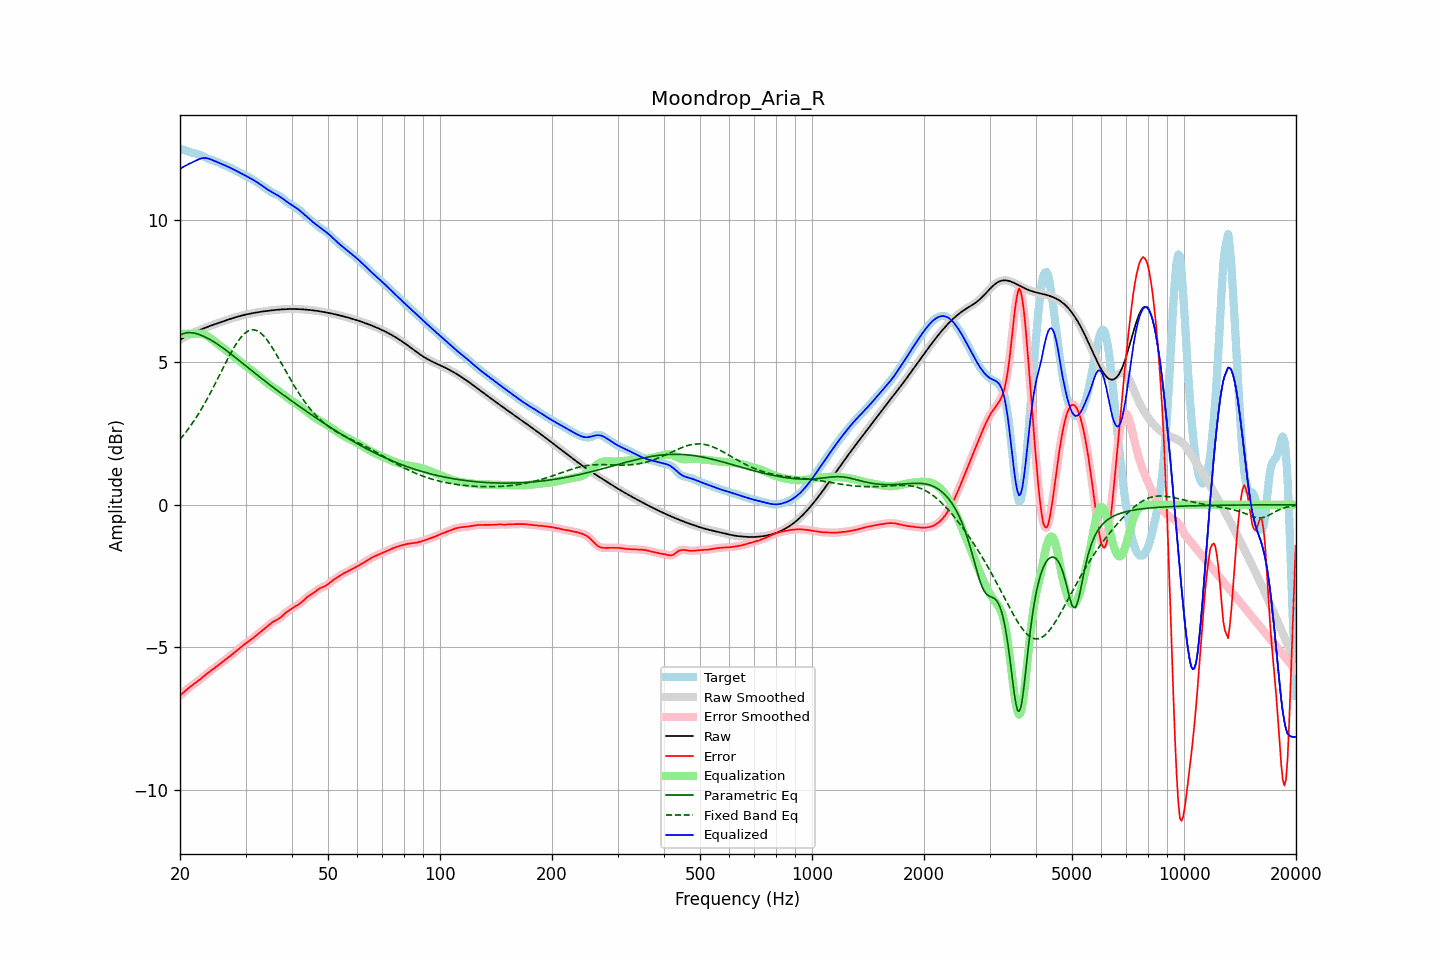 Moondrop_Aria_R
Amplitude (dBr)
10
5
0
−5
−10
Target
Raw Smoothed
Error Smoothed
Raw
Error
Equalization
Parametric Eq
Fixed Band Eq
Equalized
20 50 100 200 500 1000 2000 5000 10000 20000
Frequency (Hz)